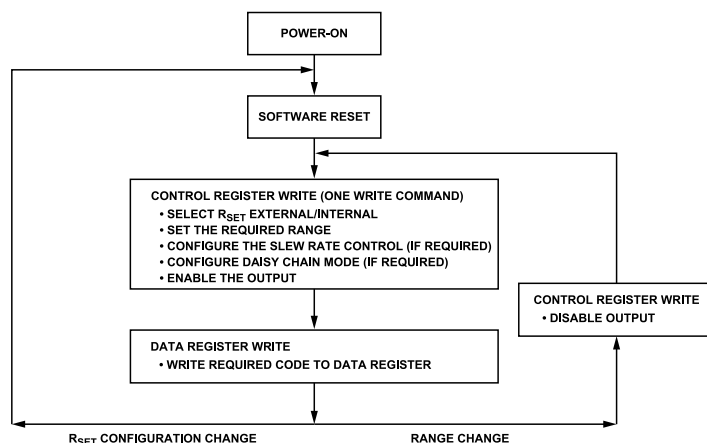 POWER-ON
SOFTWARE RESET
CONTROL REGISTER WRITE (ONE WRITE COMMAND)
• SELECT RSET EXTERNAL/INTERNAL
• SET THE REQUIRED RANGE
• CONFIGURE THE SLEW RATE CONTROL (IF REQUIRED)
• CONFIGURE DAISY CHAIN MODE (IF REQUIRED)
• ENABLE THE OUTPUT
CONTROL REGISTER WRITE
• DISABLE OUTPUT
DATA REGISTER WRITE
• WRITE REQUIRED CODE TO DATA REGISTER
RSET CONFIGURATION CHANGE
RANGE CHANGE